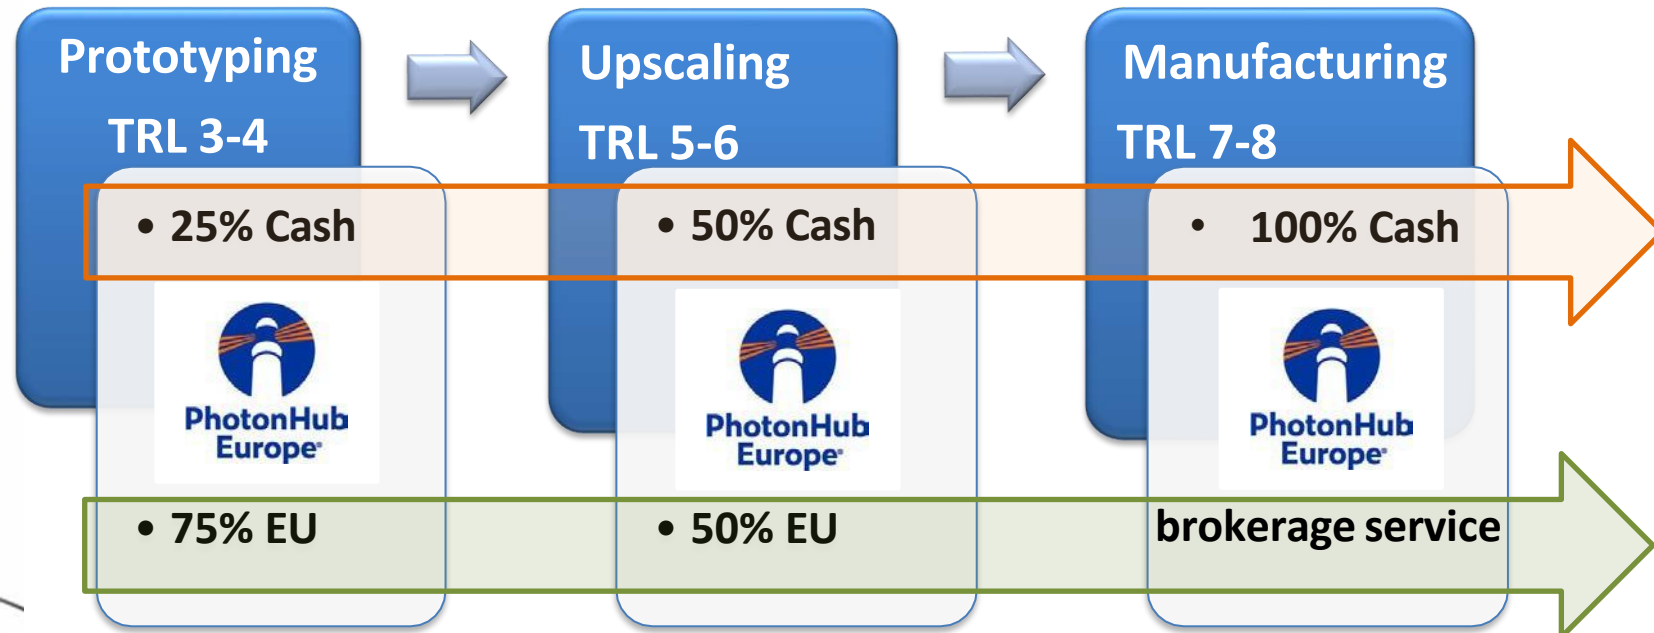 Prototyping
TRL 3-4
• 25% Cash
PhotonHub
Europe
• 75% EU
Upscaling
TRL 5-6
• 50% Cash
PhotonHub
Europe
• 50% EU
Manufacturing
TRL 7-8
• 100% Cash
PhotonHub
Europe
brokerage service